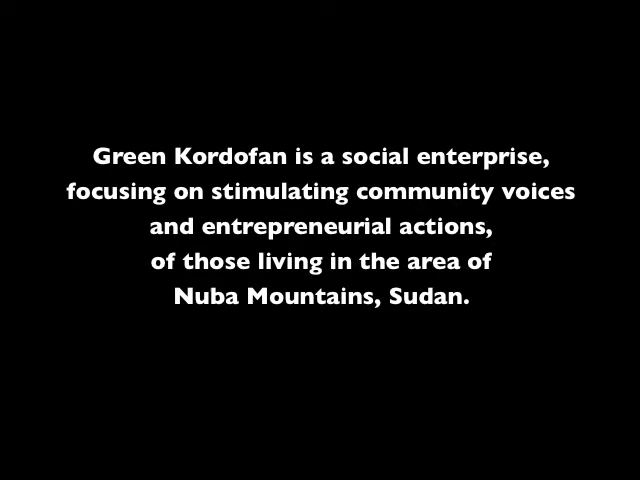 Green Kordofan is a social enterprise,
focusing on stimulating community voices
and entrepreneurial actions,
of those living in the area of
Nuba Mountains, Sudan.